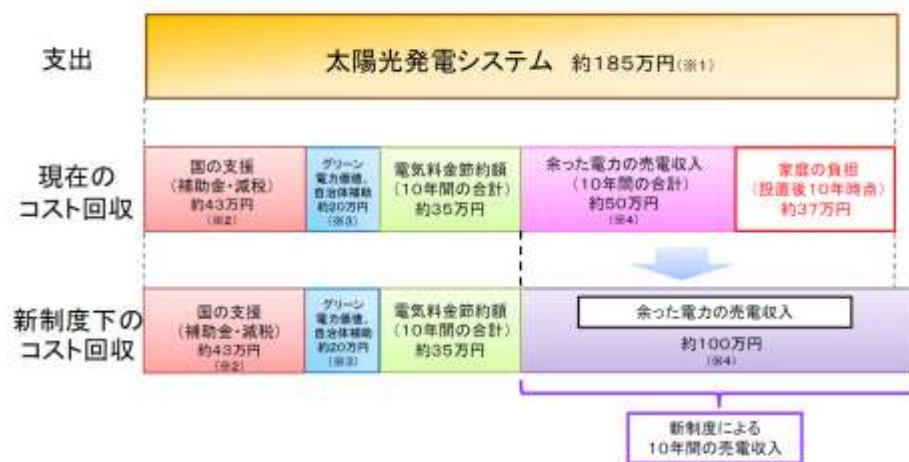 支出
太陽光発電システム 約185万円(※1)
現在の
コスト回収
国の支援
(補助金・減税)
約43万円
(※2)
グリーン
電力価値、
自治体補助
約20万円
(※3)
電気料金節約額
(10年間の合計)
約35万円
余った電力の売電収入
(10年間の合計)
約50万円
(※4)
家庭の負担
(設置後10年時点)
約37万円
新制度下の
コスト回収
国の支援
(補助金・減税)
約43万円
(※2)
グリーン
電力価値、
自治体補助
約20万円
(※3)
電気料金節約額
(10年間の合計)
約35万円
余った電力の売電収入
約100万円
(※4)
新制度による
10年間の売電収入